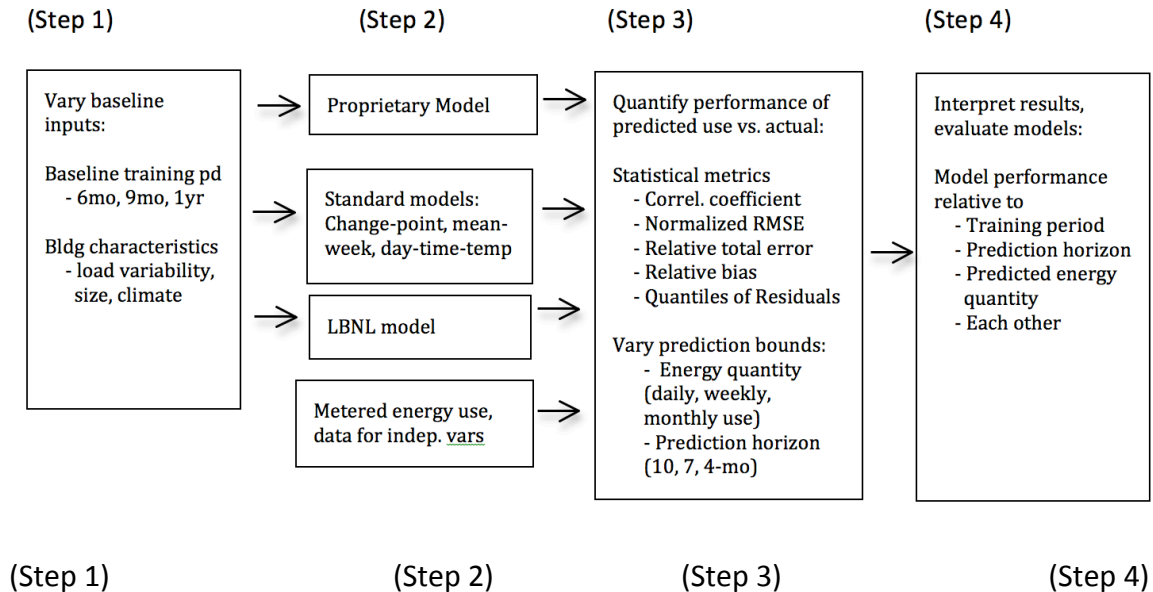 (Step 1)
(Step 2)
(Step 3)
(Step 4)
Vary baseline
inputs:
Baseline training pd
- 6mo, 9mo, 1yr
Bldg characteristics
- load variability,
size, climate
Proprietary Model
Standard models:
Change-point, mean-
week, day-time-temp
LBNL model
Metered energy use,
data for indep. vars
Quantify performance of
predicted use vs. actual:
Statistical metrics
- Correl. coefficient
- Normalized RMSE
- Relative total error
- Relative bias
- Quantiles of Residuals
Vary prediction bounds:
- Energy quantity
(daily, weekly,
monthly use)
- Prediction horizon
(10, 7, 4-mo)
Interpret results,
evaluate models:
Model performance
relative to
- Training period
- Prediction horizon
- Predicted energy
quantity
- Each other
(Step 1)
(Step 2)
(Step 3)
(Step 4)